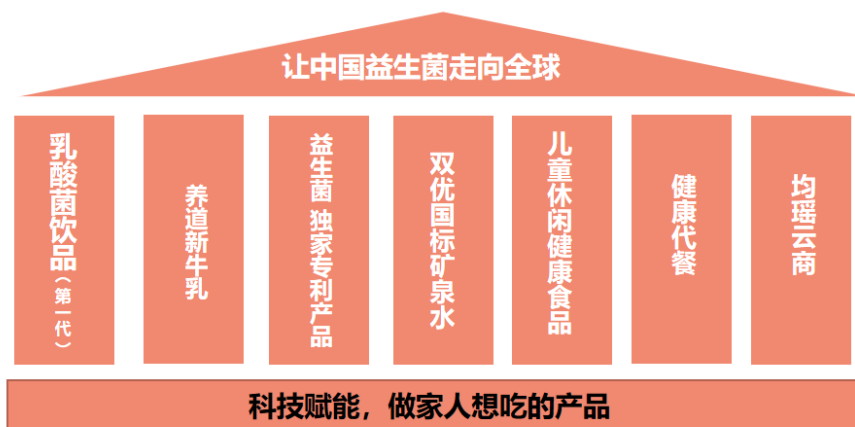 让中国益生菌走向全球
乳酸菌饮品（第一代）
养道新牛乳
益生菌 独家专利产品
双优国标矿泉水
儿童休闲健康食品
健康代餐
均瑶云商
科技赋能，做家人想吃的产品